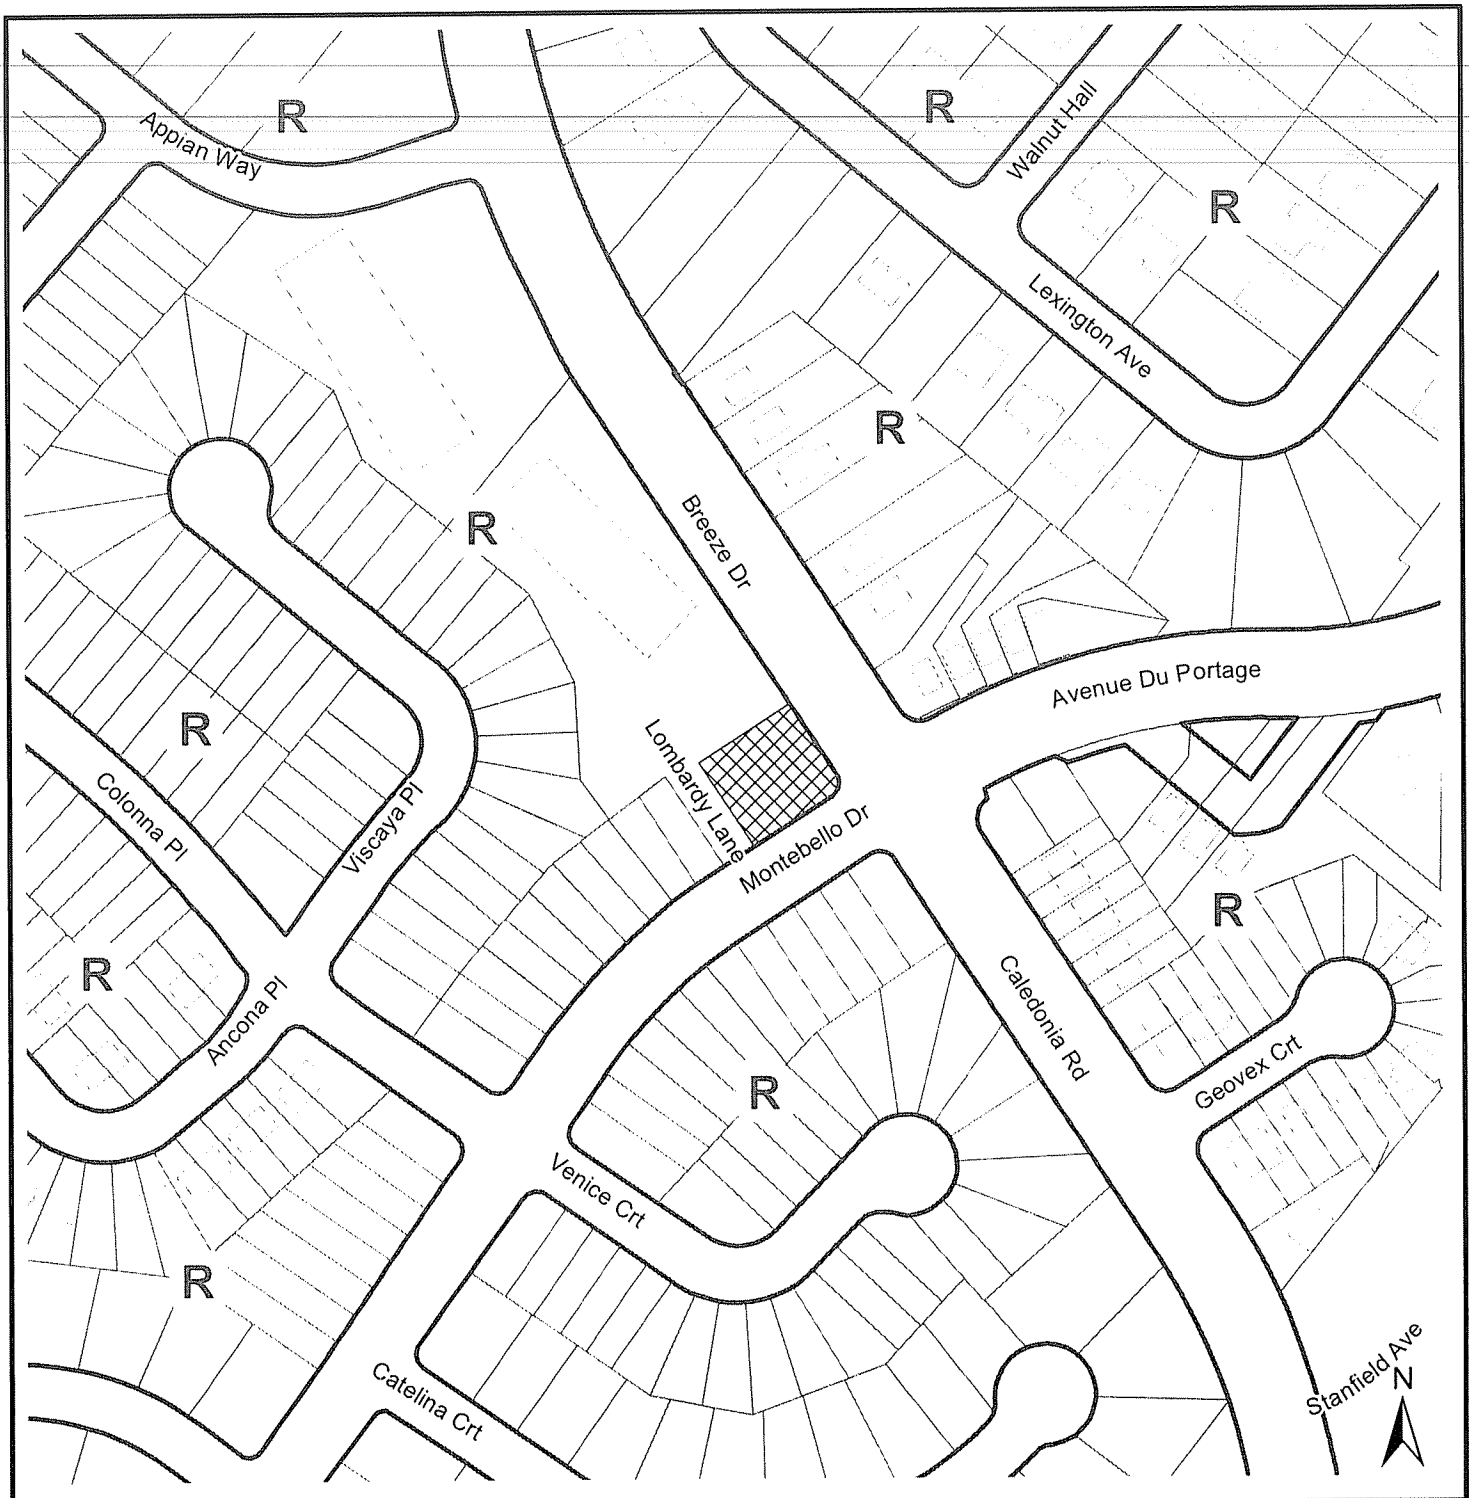 R
R
Walnut Hall
Appian Way
R
Lexington Ave
R
R
Breeze Dr
Avenue Du Portage
R
Lombardy Lane
Colonna Pl
Viscaya Pl
Montebello Dr
R
R
Caledonia Rd
Ancona Pl
Geovex Crt
R
Venice Crt
R
Stanfield Ave
Catelina Crt
N